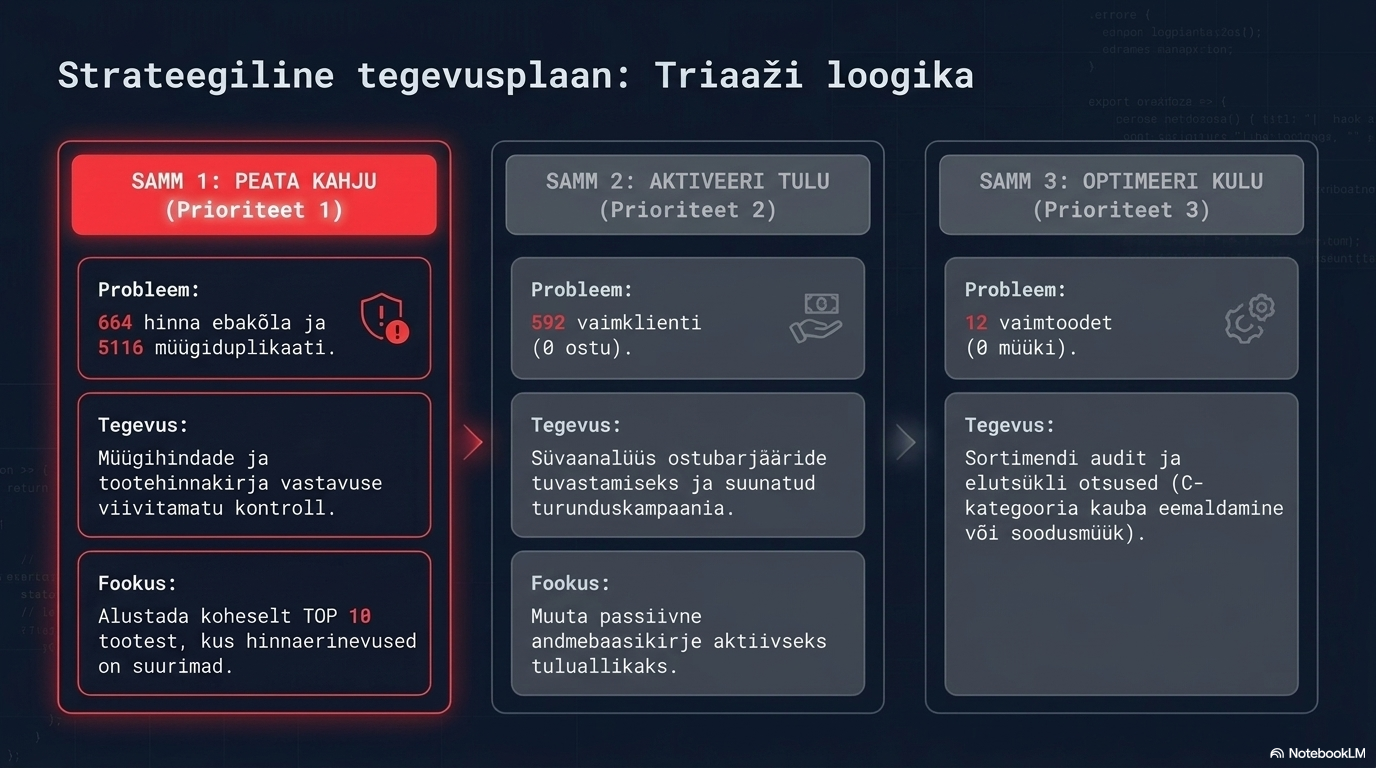 Strateegiline tegevusplaan: Triaaži loogika
SAMM 1: PEATA KAHJU
(Prioriteet 1)
Probleem:
664 hinna ebakõla ja
5116 müügiduplikaati.
Tegevus:
Müügihindade ja
tootehinnakirja vastavuse
viivitamatu kontroll.
Fookus:
Alustada koheselt TOP 10
tootest, kus hinnaerinevused
on suurimad.
SAMM 2: AKTIVEERI TULU
(Prioriteet 2)
Probleem:
592 vaimklienti
(0 ostu).
Tegevus:
Süvaanalüüs ostubarjääride
tuvastamiseks ja suunatud
turunduskampaania.
Fookus:
Muuta passiivne
andmebaasikirje aktiivseks
tuluallikaks.
SAMM 3: OPTIMEERI KULU
(Prioriteet 3)
Probleem:
12 vaimtoodet
(0 müüki).
Tegevus:
Sortimendi audit ja
elutsükli otsused (C-
kategooria kauba eemaldamine
või soodusmüük).
NotebookLM